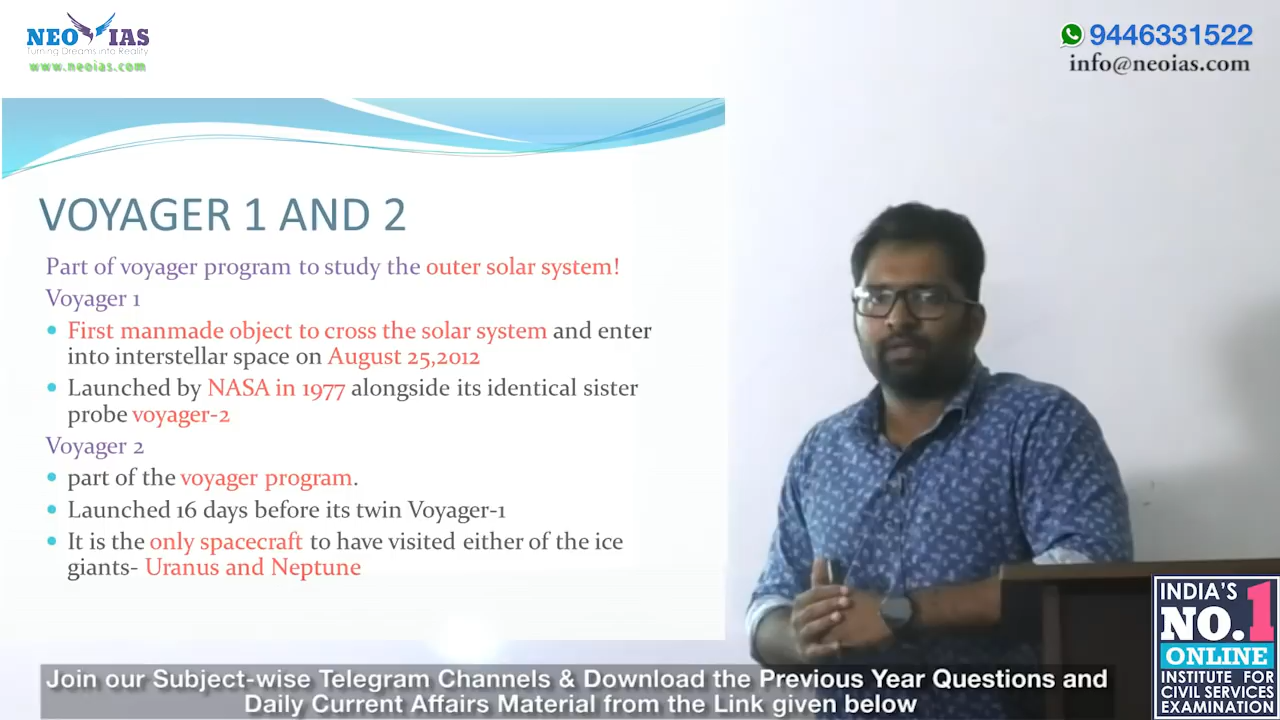 NEO IAS
Turning Dreams into Reality
www.neoias.com
9446331522
info@neoias.com
VOYAGER 1 AND 2
Part of voyager program to study the outer solar system!
Voyager 1
First manmade object to cross the solar system and enter
into interstellar space on August 25,2012
Launched by NASA in 1977 alongside its identical sister
probe voyager-2
Voyager 2
part of the voyager program.
Launched 16 days before its twin Voyager-1
It is the only spacecraft to have visited either of the ice
giants- Uranus and Neptune
INDIA'S
NO.1
ONLINE
INSTITUTE FOR
CIVIL SERVICES
EXAMINATION
Join our Subject-wise Telegram Channels & Download the Previous Year Questions and
Daily Current Affairs Material from the Link given below